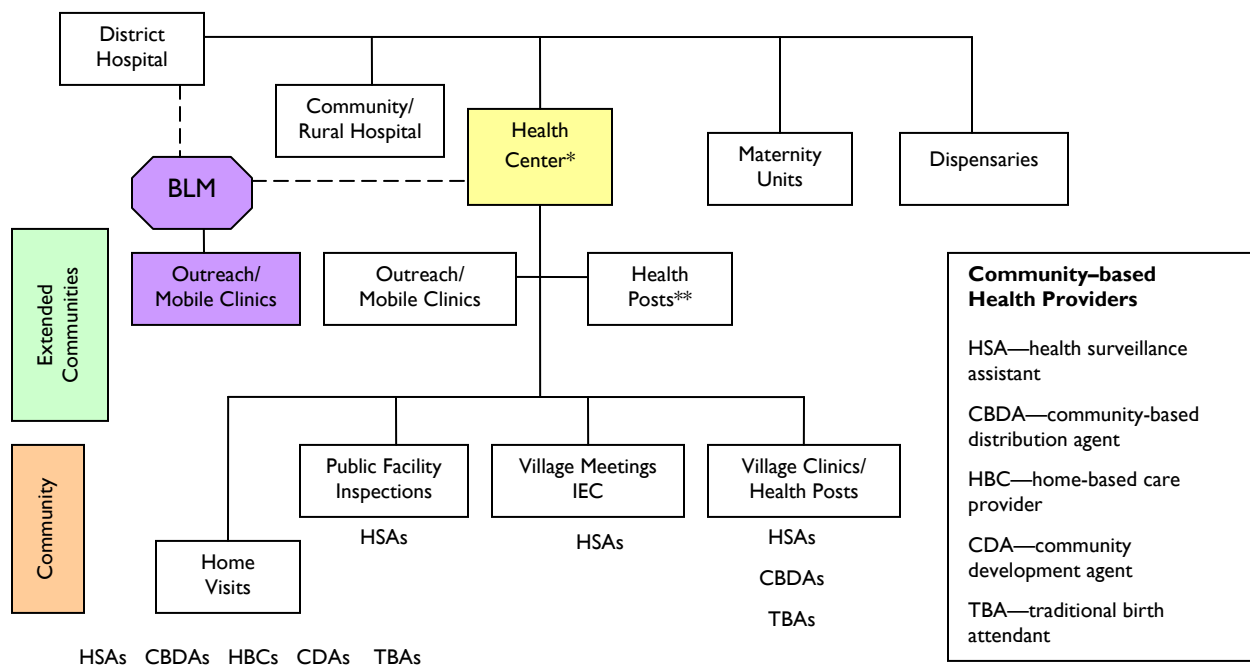 District
Hospital
Community/
Rural Hospital
Health
Center*
Maternity
Units
Dispensaries
BLM
Extended
Communities
Outreach/
Mobile Clinics
Outreach/
Mobile Clinics
Health
Posts**
Community
Public Facility
Inspections
HSAs
Village Meetings
IEC
HSAs
Village Clinics/
Health Posts
HSAs
CBDAs
TBAs
Home
Visits
HSAs CBDAs HBCs CDAs TBAs
Community–based
Health Providers
HSA—health surveillance
assistant
CBDA—community-based
distribution agent
HBC—home-based care
provider
CDA—community
development agent
TBA—traditional birth
attendant